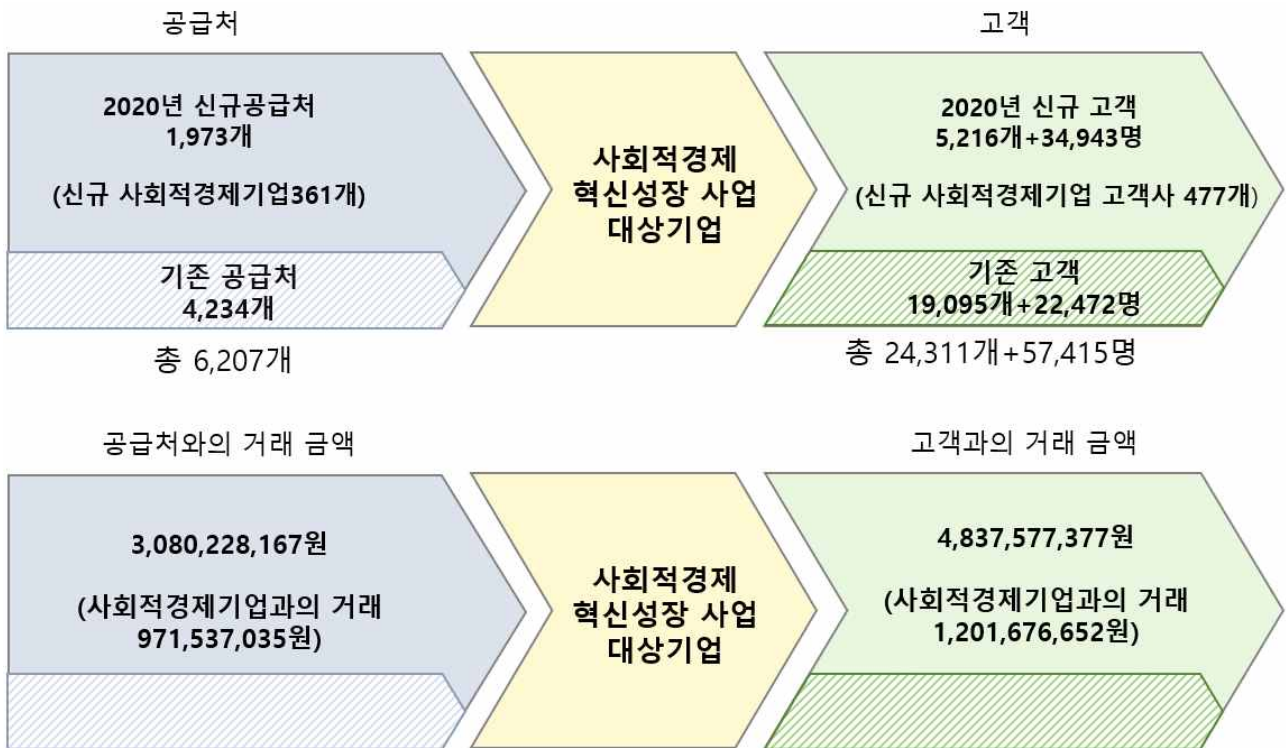 공급처
고객
2020년 신규공급처
1,973개
(신규 사회적경제기업361개)
기존 공급처
4,234개
총 6,207개
사회적경제
혁신성장 사업
대상기업
2020년 신규 고객
5,216개+34,943명
(신규 사회적경제기업 고객사 477개)
기존 고객
19,095개+22,472명
총 24,311개+57,415명
공급처와의 거래 금액
고객과의 거래 금액
3,080,228,167원
(사회적경제기업과의 거래
971,537,035원)
사회적경제
혁신성장 사업
대상기업
4,837,577,377원
(사회적경제기업과의 거래
1,201,676,652원)